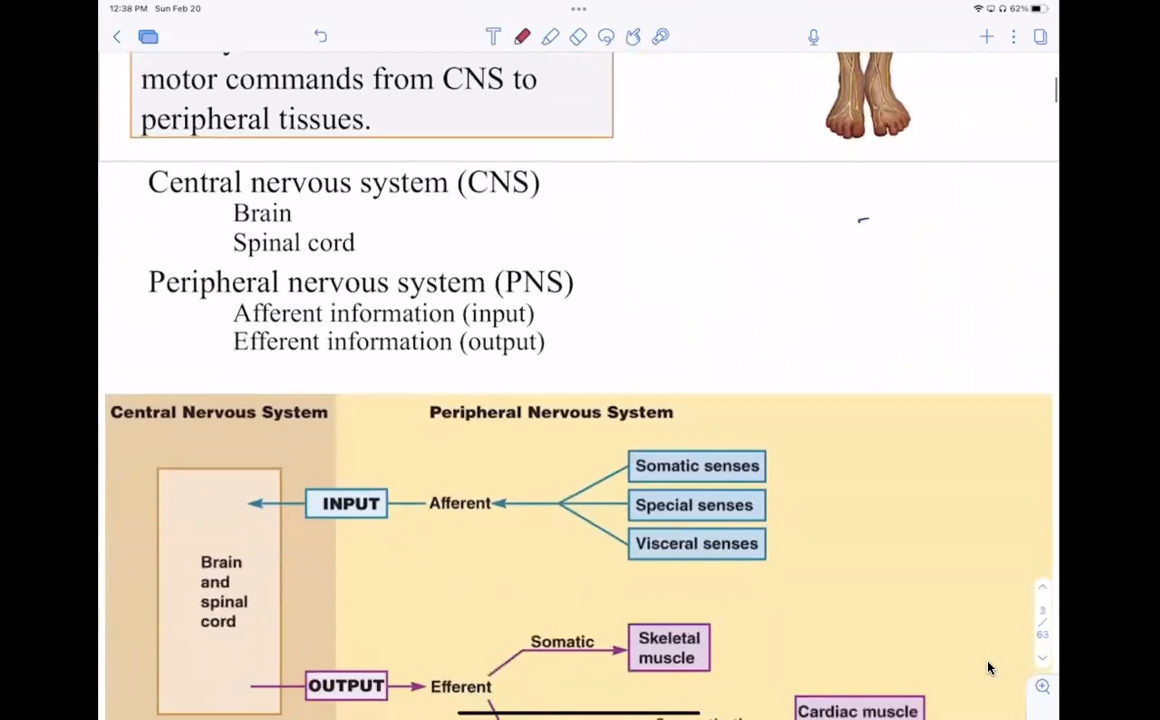 12:38 PM Sun Feb 20
62%
motor commands from CNS to
peripheral tissues.
Central nervous system (CNS)
Brain
Spinal cord
Peripheral nervous system (PNS)
Afferent information (input)
Efferent information (output)
Central Nervous System
Peripheral Nervous System
Somatic senses
INPUT
Afferent
Special senses
Visceral senses
Brain
and
spinal
cord
Somatic
Skeletal
muscle
OUTPUT
Efferent
Cardiac muscle
3
/
63